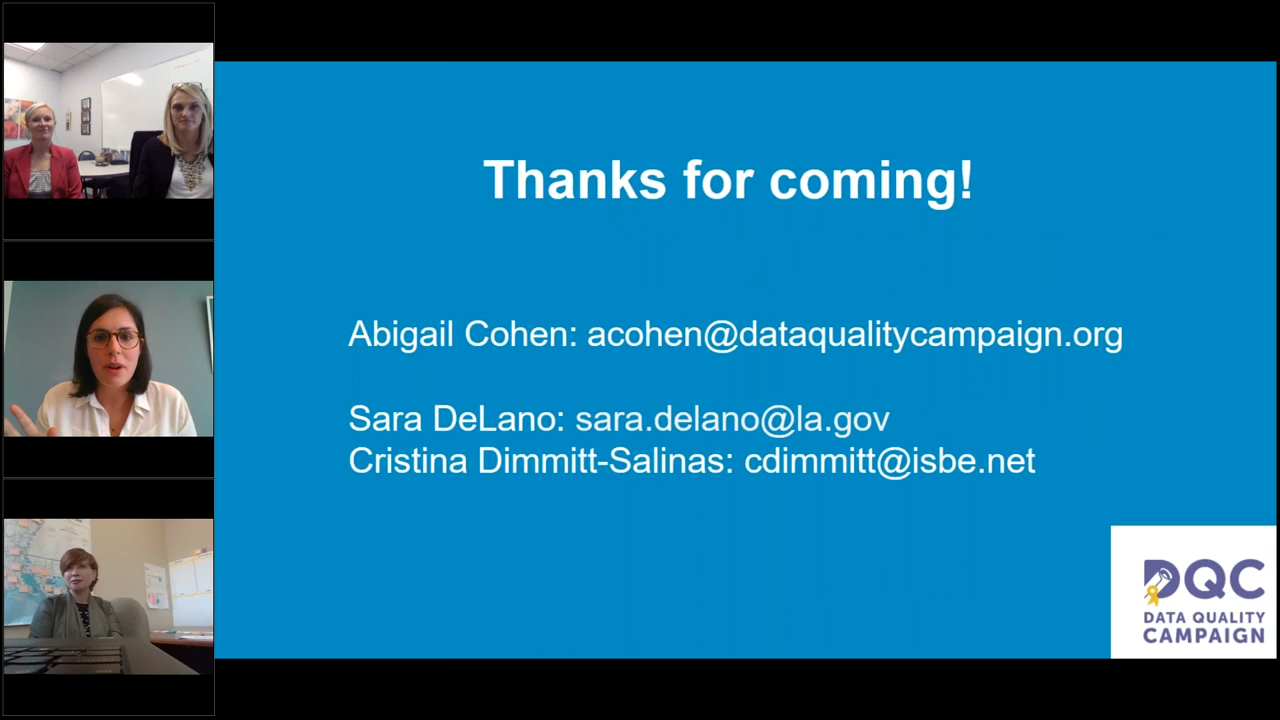 Thanks for coming!
Abigail Cohen: acohen@dataqualitycampaign.org
Sara DeLano: sara.delano@la.gov
Cristina Dimmitt-Salinas: cdimmitt@isbe.net
DQC
DATA QUALITY
CAMPAIGN